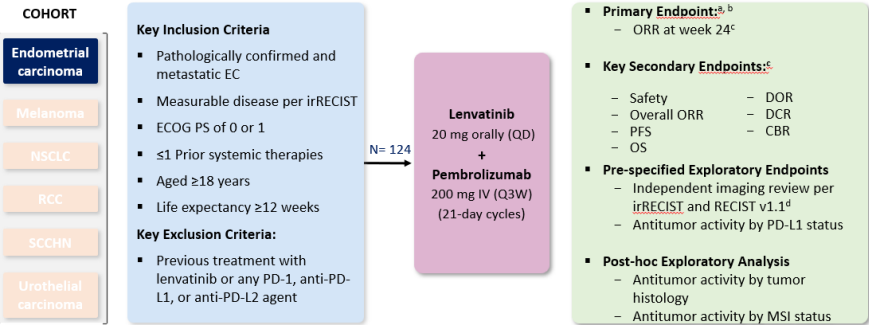 COHORT
Endometrial
carcinoma
Melanoma
NSCLC
RCC
SCCHN
Urothelial
carcinoma
Key Inclusion Criteria
▪ Pathologically confirmed and
metastatic EC
▪ Measurable disease per irRECIST
▪ ECOG PS of 0 or 1
▪ ≤1 Prior systemic therapies
▪ Aged ≥18 years
▪ Life expectancy ≥12 weeks
Key Exclusion Criteria:
▪ Previous treatment with
lenvatinib or any PD-1, anti-PD-
L1, or anti-PD-L2 agent
N= 124
Lenvatinib
20 mg orally (QD)
+
Pembrolizumab
200 mg IV (Q3W)
(21-day cycles)
▪ Primary Endpoint:a, b
− ORR at week 24c
▪ Key Secondary Endpoints:c
− Safety
− Overall ORR
− PFS
− OS
− DOR
− DCR
− CBR
▪ Pre-specified Exploratory Endpoints
− Independent imaging review per
irRECIST and RECIST v1.1d
− Antitumor activity by PD-L1 status
▪ Post-hoc Exploratory Analysis
− Antitumor activity by tumor
histology
− Antitumor activity by MSI status